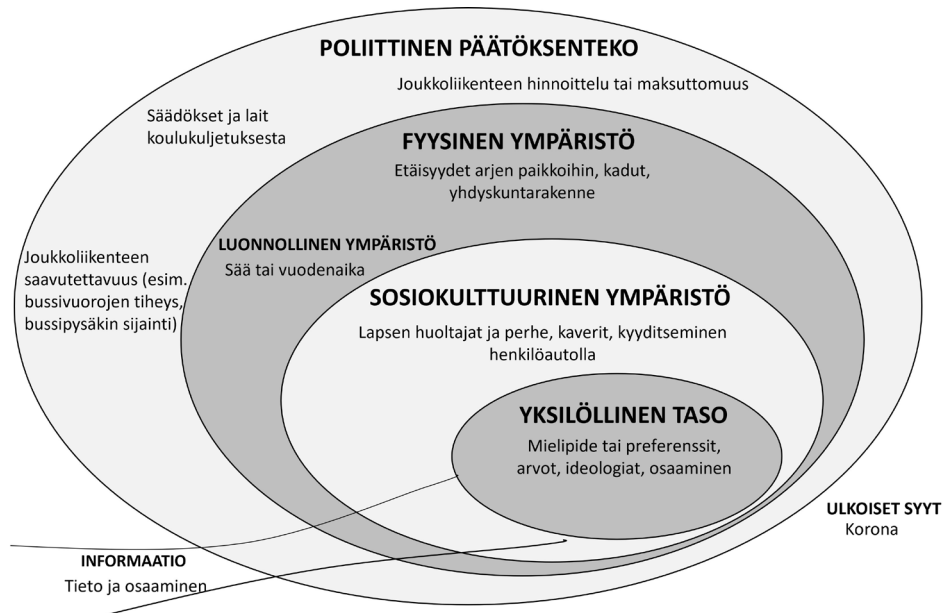 POLIITTINEN PÄÄTÖKSENTEKO
Joukkoliikenteen hinnoittelu tai maksuttomuus
Säädökset ja lait
koulukuljetuksesta
FYYSINEN YMPÄRISTÖ
Etäisyydet arjen paikkoihin, kadut,
yhdyskuntarakenne
LUONNOLLINEN YMPÄRISTÖ
Sää tai vuodenaika
Joukkoliikenteen
saavutettavuus (esim.
bussivuorojen tiheys,
bussipysäkin sijainti)
SOSIOKULTTUURINEN YMPÄRISTÖ
Lapsen huoltajat ja perhe, kaverit, kyyditseminen
henkilöautolla
YKSILÖLLINEN TASO
Mielipide tai preferenssit,
arvot, ideologiat, osaaminen
ULKOISET SYYT
Korona
INFORMAATIO
Tieto ja osaaminen